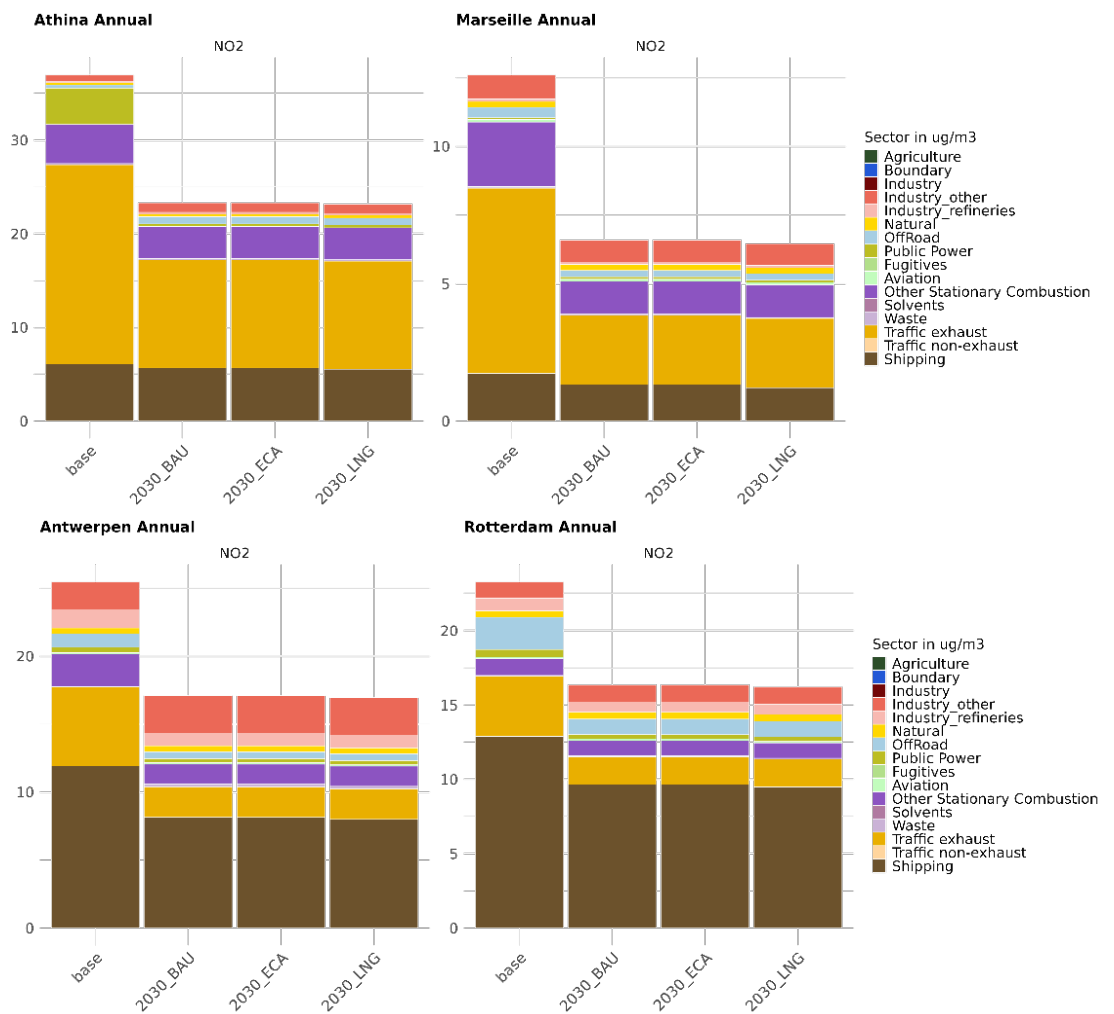 Athina Annual
NO2
30
20
10
0
base
2030_BAU
2030_ECA
2030_LNG
Marseille Annual
NO2
10
5
0
base
2030_BAU
2030_ECA
2030_LNG
Sector in ug/m3
Agriculture
Boundary
Industry
Industry_other
Industry_refineries
Natural
OffRoad
Public Power
Fugitives
Aviation
Other Stationary Combustion
Solvents
Waste
Traffic exhaust
Traffic non-exhaust
Shipping
Antwerpen Annual
NO2
20
10
0
base
2030_BAU
2030_ECA
2030_LNG
Rotterdam Annual
NO2
20
15
10
5
0
base
2030_BAU
2030_ECA
2030_LNG
Sector in ug/m3
Agriculture
Boundary
Industry
Industry_other
Industry_refineries
Natural
OffRoad
Public Power
Fugitives
Aviation
Other Stationary Combustion
Solvents
Waste
Traffic exhaust
Traffic non-exhaust
Shipping